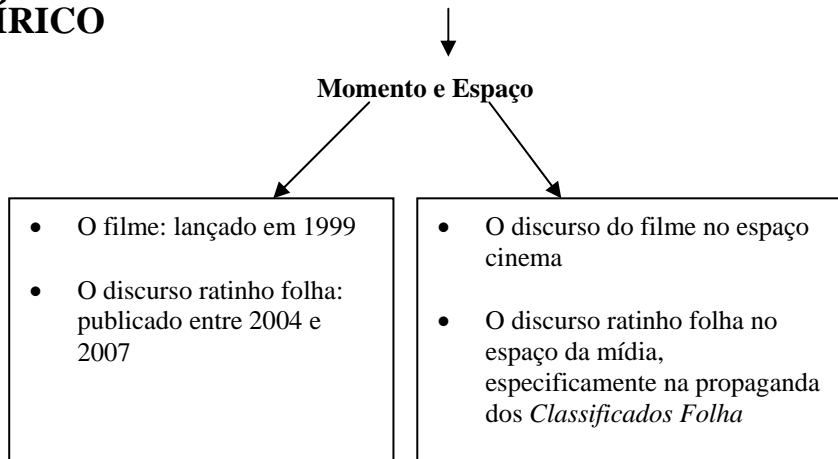 ÍRICO
Momento e Espaço
• O filme: lançado em 1999
• O discurso ratinho folha:
publicado entre 2004 e
2007
• O discurso do filme no espaço
cinema
• O discurso ratinho folha no
espaço da mídia,
especificamente na propaganda
dos Classificados Folha